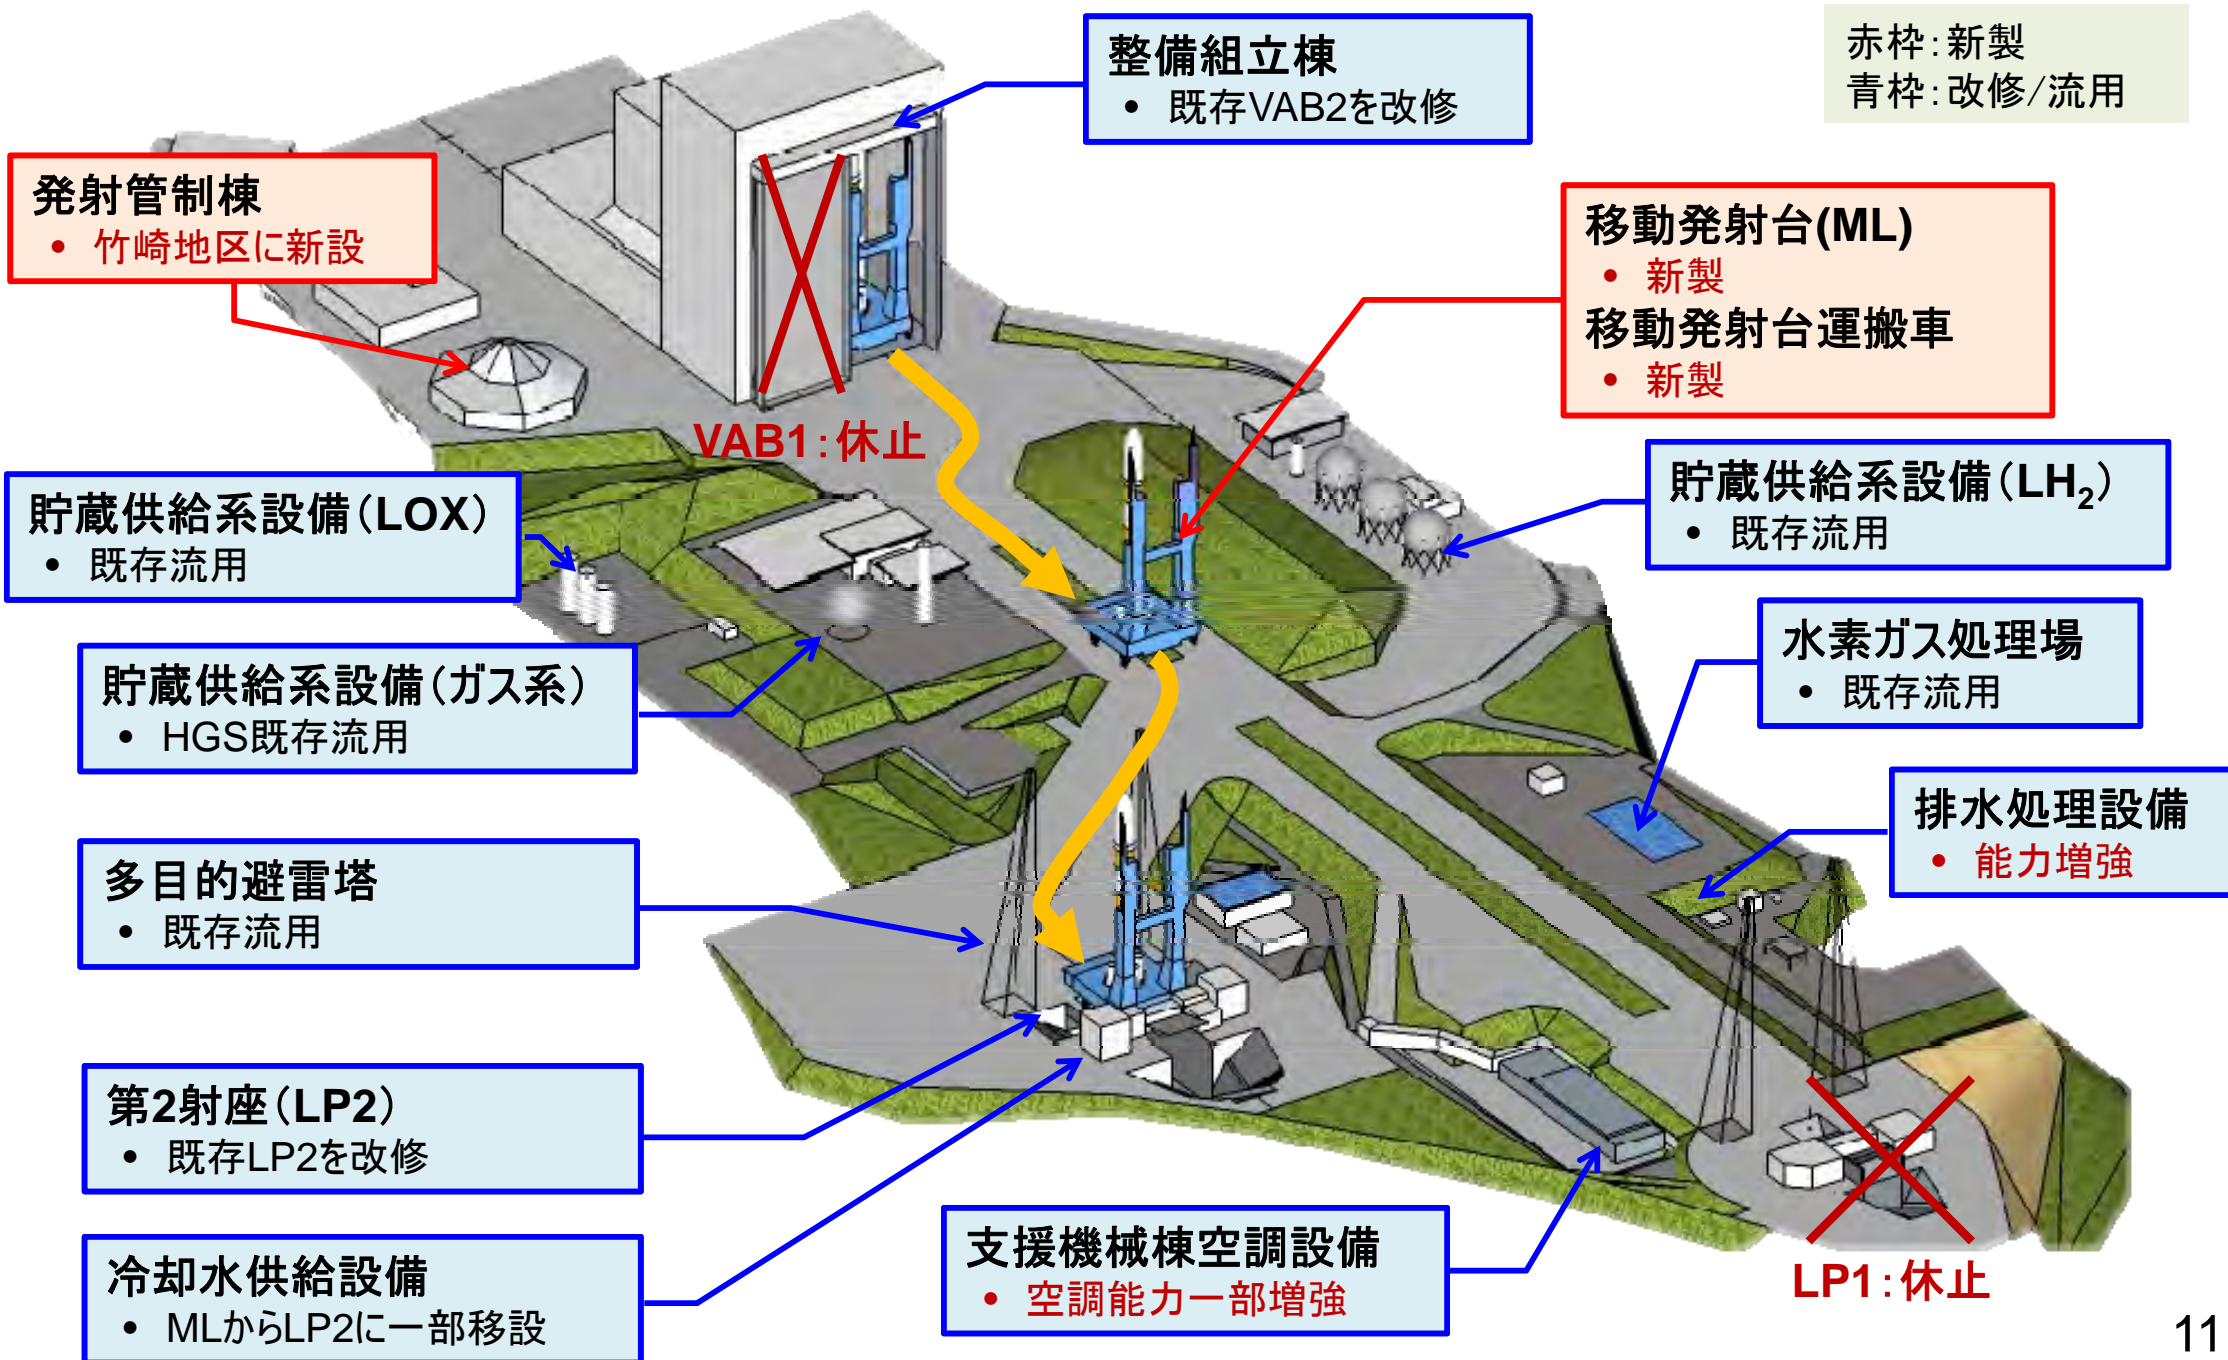 整備組立棟
• 既存VAB2を改修
赤枠：新製
青枠：改修/流用
発射管制棟
• 竹崎地区に新設
移動発射台(ML)
• 新製
移動発射台運搬車
• 新製
VAB1：休止
貯蔵供給系設備（LOX）
• 既存流用
貯蔵供給系設備（LH₂）
• 既存流用
貯蔵供給系設備（ガス系）
• HGS既存流用
水素ガス処理場
• 既存流用
排水処理設備
• 能力増強
多目的避雷塔
• 既存流用
第2射座（LP2）
• 既存LP2を改修
冷却水供給設備
• MLからLP2に一部移設
支援機械棟空調設備
• 空調能力一部増強
LP1：休止
11